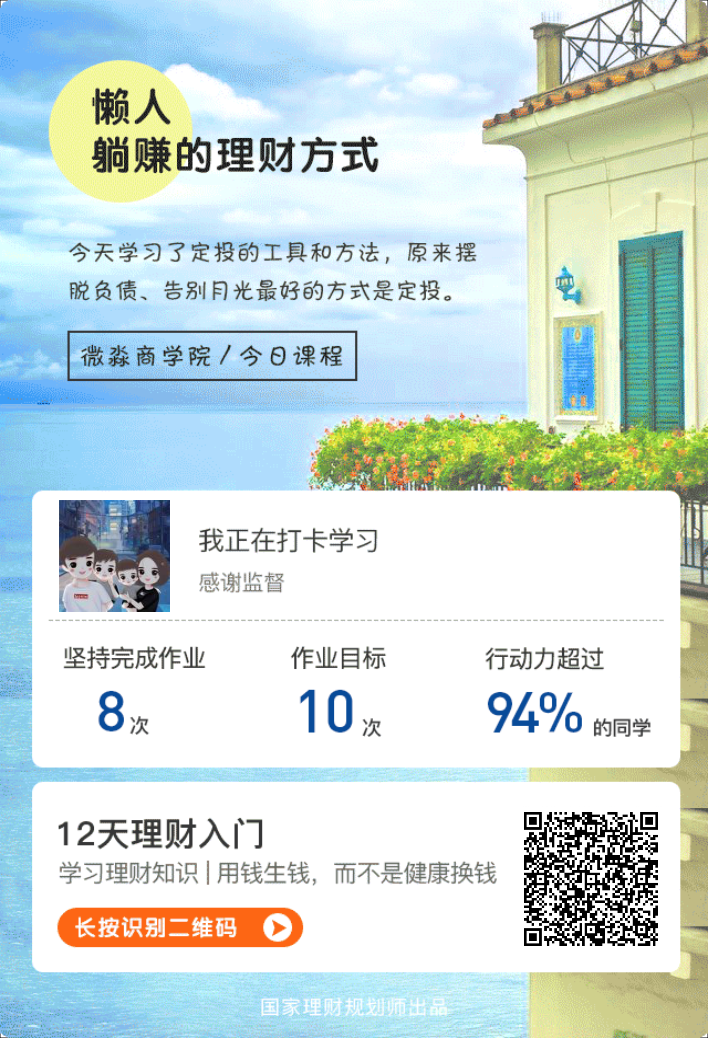 懒人
躺赚的理财方式
今天学习了定投的工具和方法，原来摆
脱负债、告别月光最好的方式是定投。
微淼商学院/今日课程
我正在打卡学习
感谢监督
坚持完成作业
作业目标
行动力超过
8次
10次
94%的同学
12天理财入门
学习理财知识|用钱生钱，而不是健康换钱
长按识别二维码
国家理财规划师出品